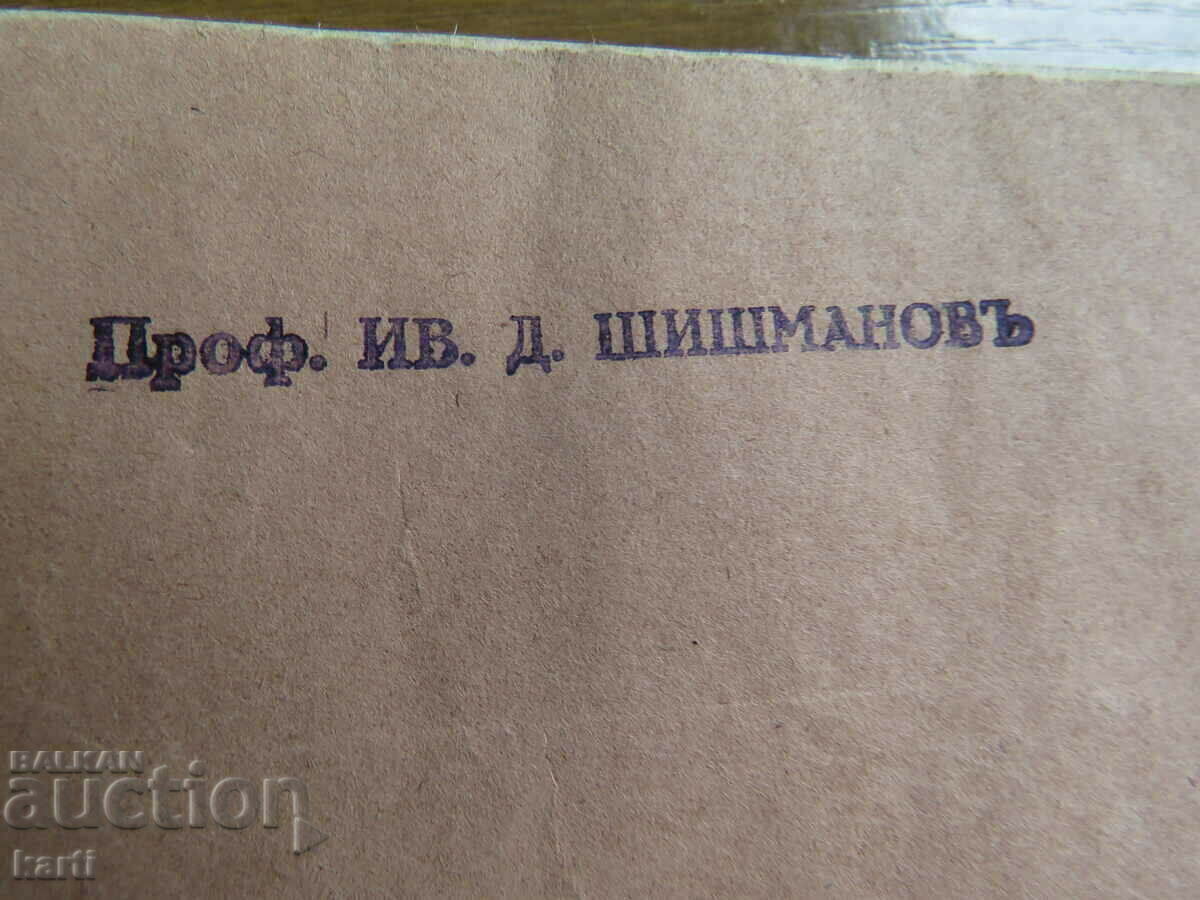 Проф. ИВ. Д. ШИШМАНОВЪ
BALKAN
auction
karti